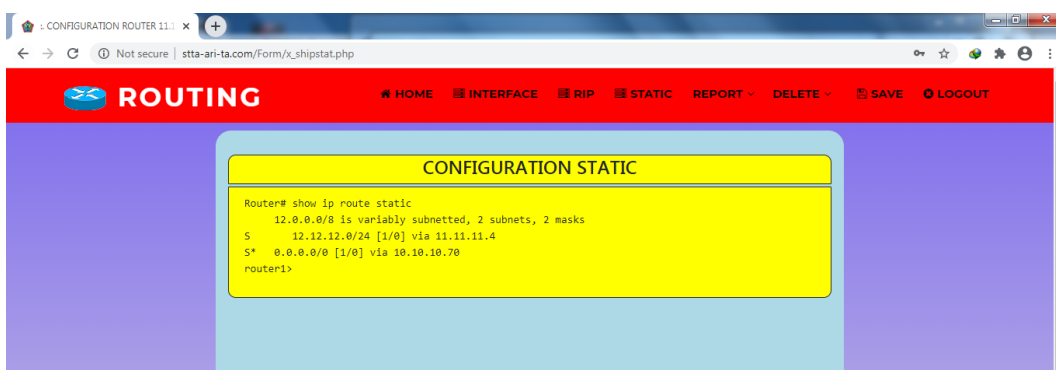 :: CONFIGURATION ROUTER 11.1
Not secure | stta-ari-ta.com/Form/x_shipstat.php
ROUTING
HOME INTERFACE RIP STATIC REPORT DELETE SAVE LOGOUT
CONFIGURATION STATIC
Router# show ip route static
12.0.0.0/8 is variably subnetted, 2 subnets, 2 masks
S 12.12.12.0/24 [1/0] via 11.11.11.4
S* 0.0.0.0/0 [1/0] via 10.10.10.70
router1>